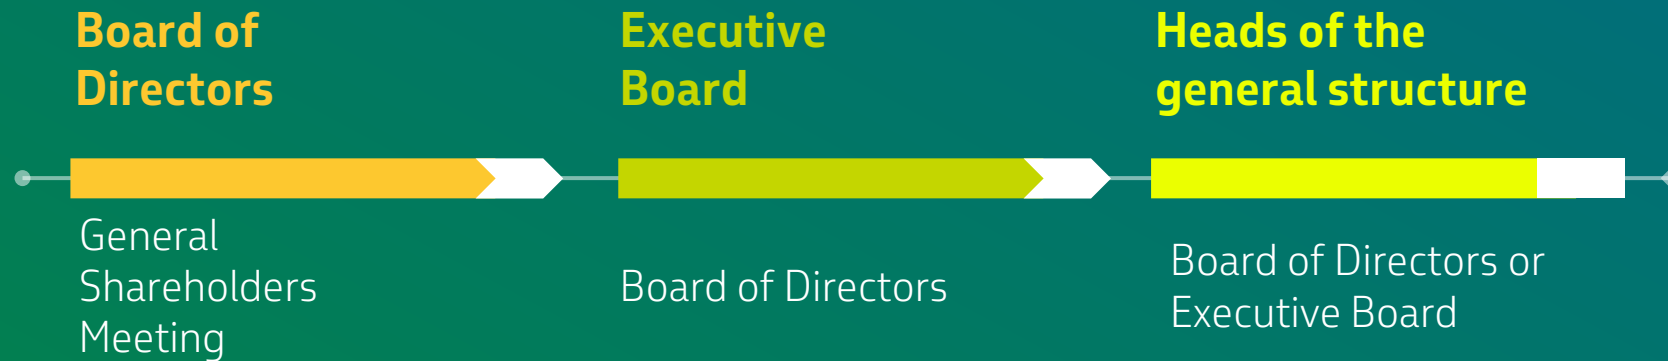 Board of
Directors
Executive
Board
Heads of the
general structure
General
Shareholders
Meeting
Board of Directors
Board of Directors or
Executive Board